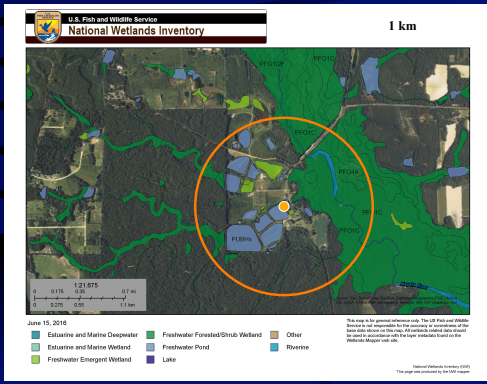 U.S. Fish and Wildlife Service
National Wetlands Inventory
1 km
PFO1C
PFO1C
PFO4A
PFO1C
PUBHx
1:21,675
0 0.175 0.35 0.7 mi
0 0.275 0.55 1.1 km
June 15, 2016
This map is for general reference only. The US Fish and Wildlife
Service is not responsible for the accuracy or currentness of the
base data shown on this map. All wetlands related data should
be used in accordance with the layer metadata found on the
Wetlands Mapper web site.
Estuarine and Marine Deepwater
Estuarine and Marine Wetland
Freshwater Emergent Wetland
Freshwater Forested/Shrub Wetland
Freshwater Pond
Lake
Other
Riverine
National Wetlands Inventory (NWI)
This page was produced by the NWI mapper